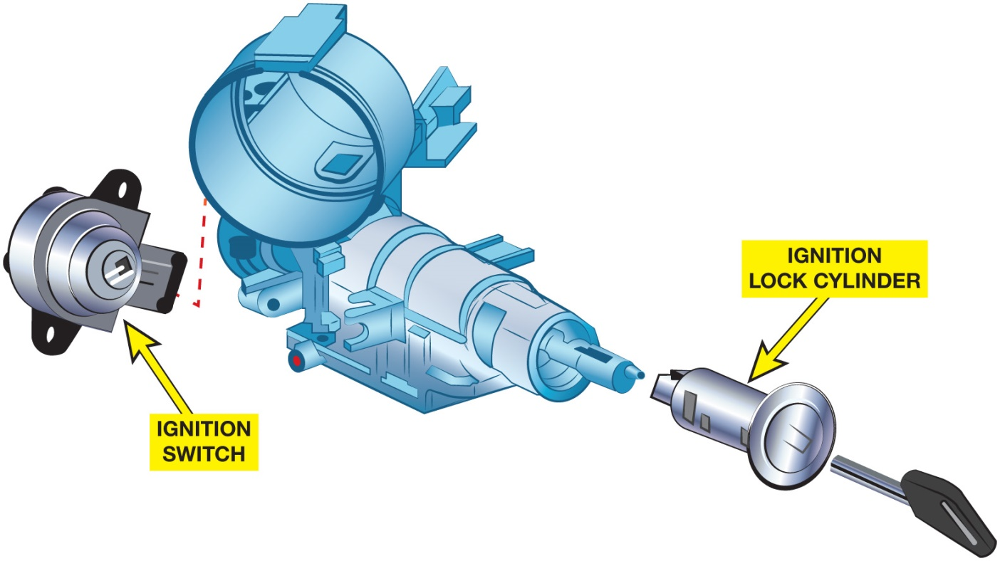 IGNITION
LOCK CYLINDER
IGNITION
SWITCH